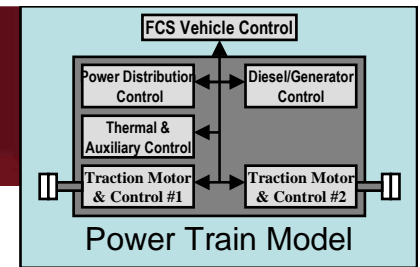 FCS Vehicle Control
Power Distribution
Control
Diesel/Generator
Control
Thermal &
Auxiliary Control
Traction Motor
& Control #1
Traction Motor
& Control #2
Power Train Model